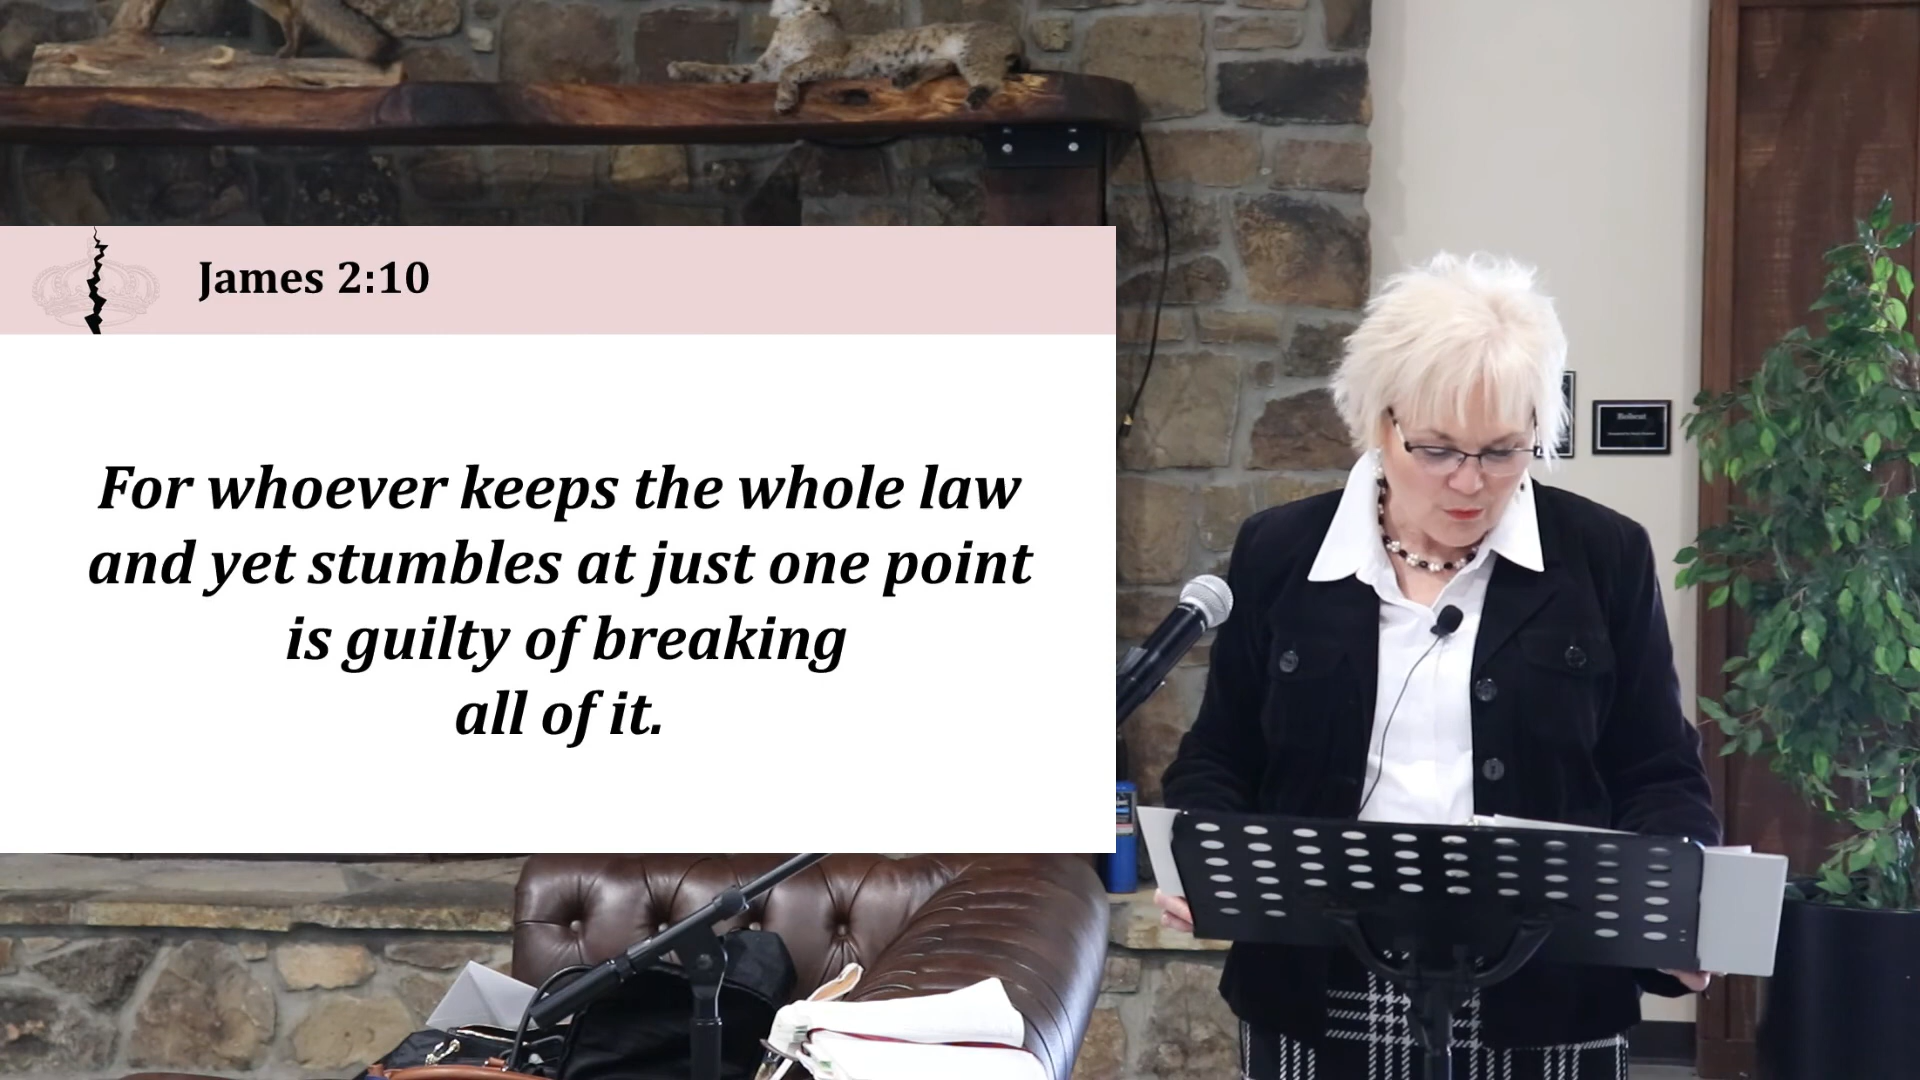 James 2:10
For whoever keeps the whole law
and yet stumbles at just one point
is guilty of breaking
all of it.
Bobcat